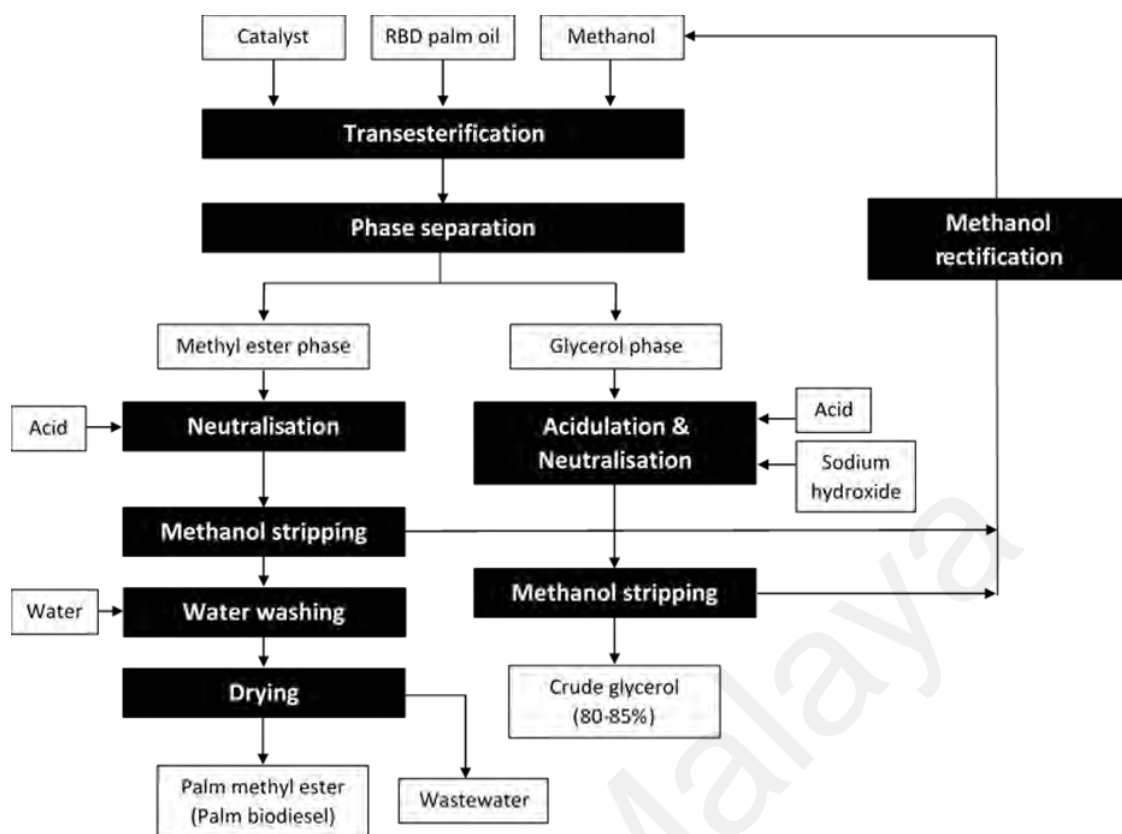 Catalyst
RBD palm oil
Methanol
Transesterification
Phase separation
Methanol
rectification
Methyl ester phase
Glycerol phase
Acid
Neutralisation
Acidulation &
Neutralisation
Acid
Sodium
hydroxide
Methanol stripping
Methanol stripping
Water
Water washing
Drying
Crude glycerol
(80-85%)
Palm methyl ester
(Palm biodiesel)
Wastewater
Malaya